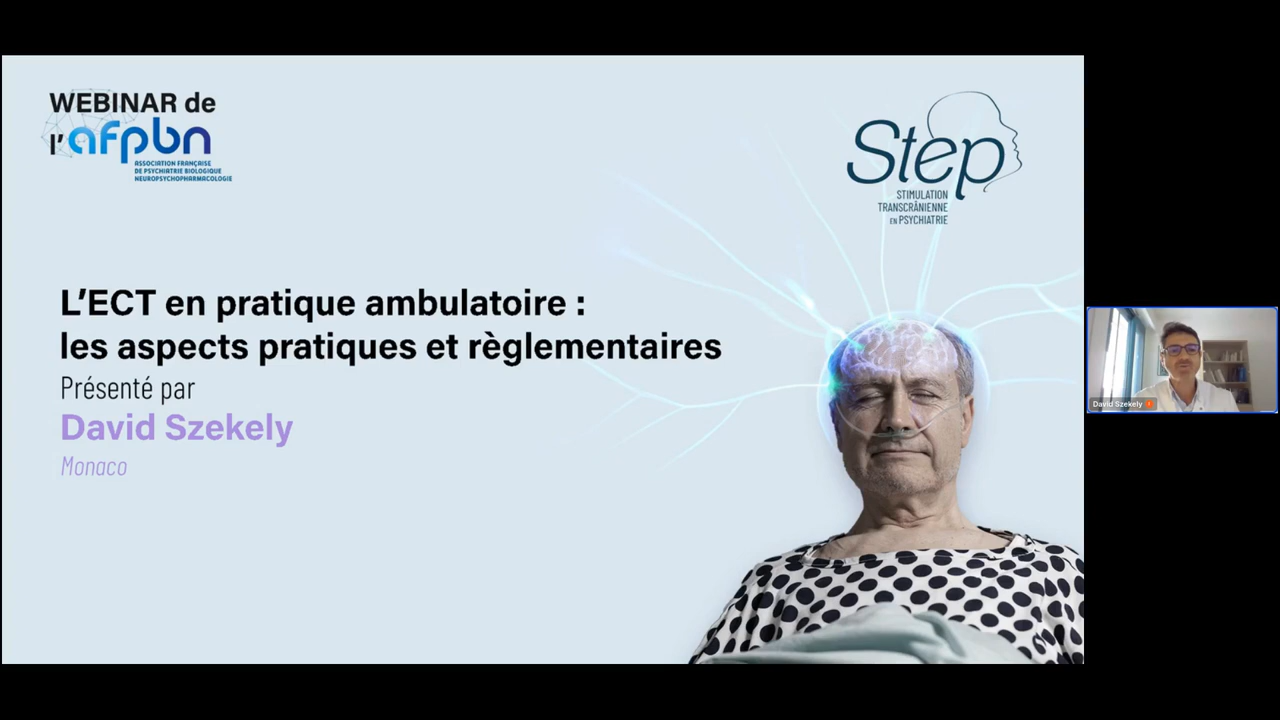 WEBINAR de
l'afpbn
ASSOCIATION FRANÇAISE
DE PSYCHIATRIE BIOLOGIQUE
NEUROPSYCHOPHARMACOLOGIE
Step
STIMULATION
TRANSCRÂNIENNE
EN PSYCHIATRIE
L'ECT en pratique ambulatoire :
les aspects pratiques et règlementaires
Présenté par
David Szekely
Monaco
David Szekely